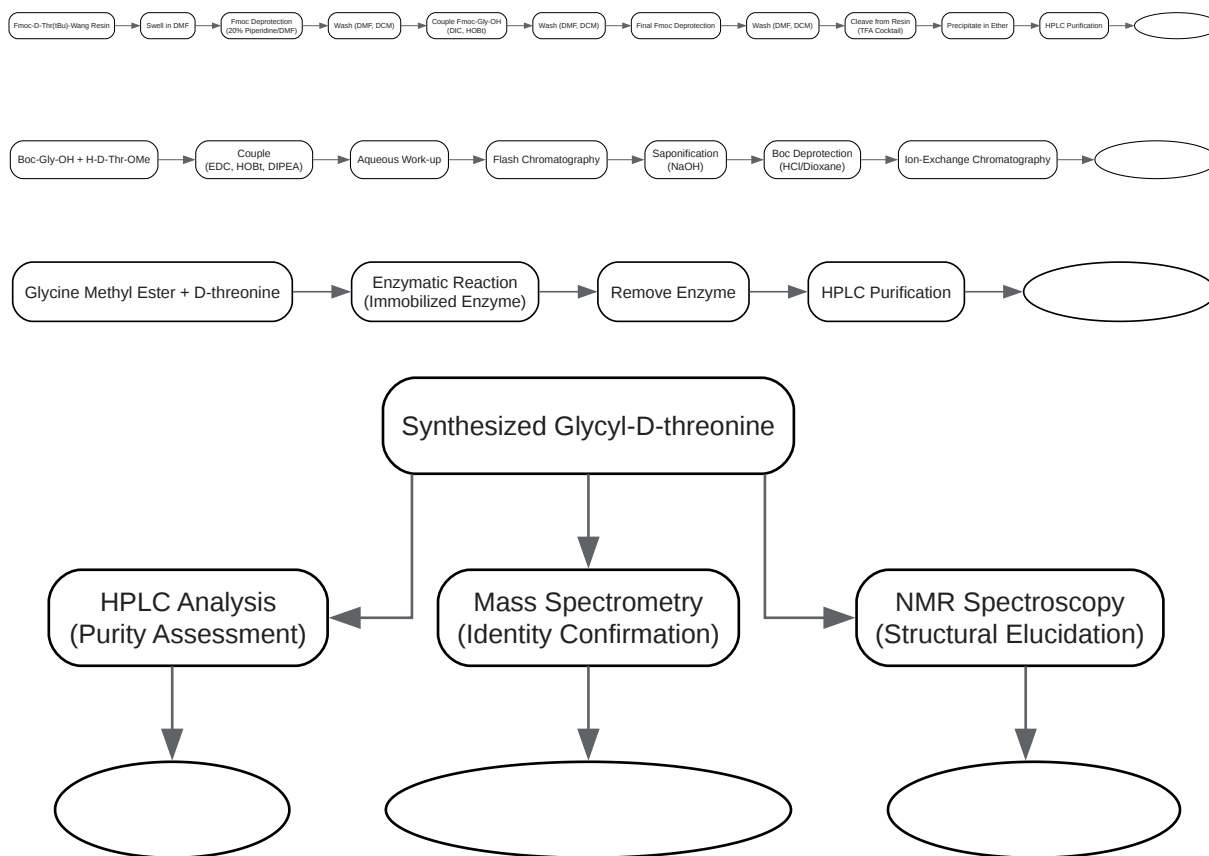 Fmoc-D-Thr(tBu)-Wang Resin
Swell in DMF
Fmoc Deprotection
(20% Piperidine/DMF)
Wash (DMF, DCM)
Couple Fmoc-Gly-OH
(DIC, HOBt)
Wash (DMF, DCM)
Final Fmoc Deprotection
Wash (DMF, DCM)
Cleave from Resin
(TFA Cocktail)
Precipitate in Ether
HPLC Purification
Boc-Gly-OH + H-D-Thr-OMe
Couple
(EDC, HOBt, DIPEA)
Aqueous Work-up
Flash Chromatography
Saponification
(NaOH)
Boc Deprotection
(HCl/Dioxane)
Ion-Exchange Chromatography
Glycine Methyl Ester + D-threonine
Enzymatic Reaction
(Immobilized Enzyme)
Remove Enzyme
HPLC Purification
Synthesized Glycyl-D-threonine
HPLC Analysis
(Purity Assessment)
Mass Spectrometry
(Identity Confirmation)
NMR Spectroscopy
(Structural Elucidation)